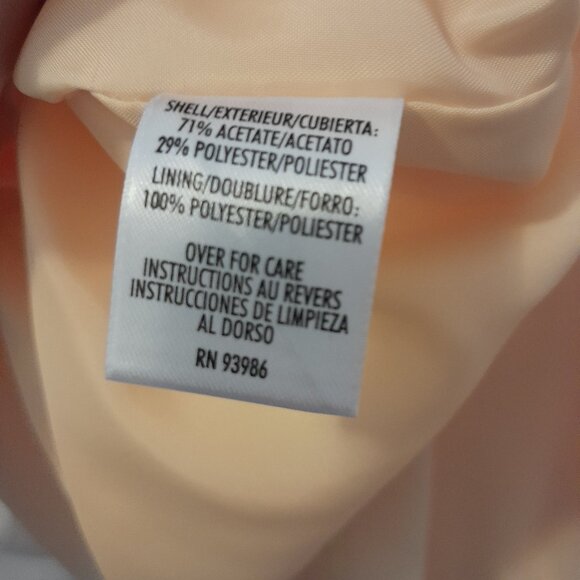 SHELL/EXTERIEUR/CUBIERTA:
71% ACETATE/ACETATO
29% POLYESTER/POLIESTER
LINING/DOUBLURE/FORRO:
100% POLYESTER/POLIESTER
OVER FOR CARE
INSTRUCTIONS AU REVERS
INSTRUCCIONES DE LIMPIEZA
AL DORSO
RN 93986